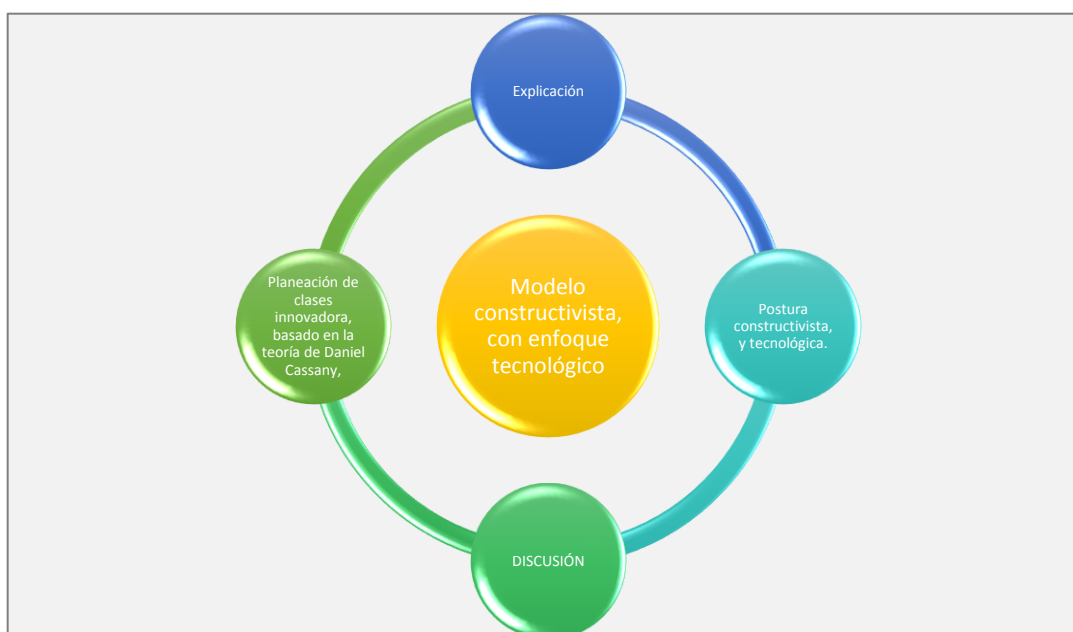 Explicación
Planeación de
clases
innovadora,
basado en la
teoría de Daniel
Cassany,
Modelo
constructivista,
con enfoque
tecnológico
Postura
constructivista,
y tecnológica.
DISCUSIÓN